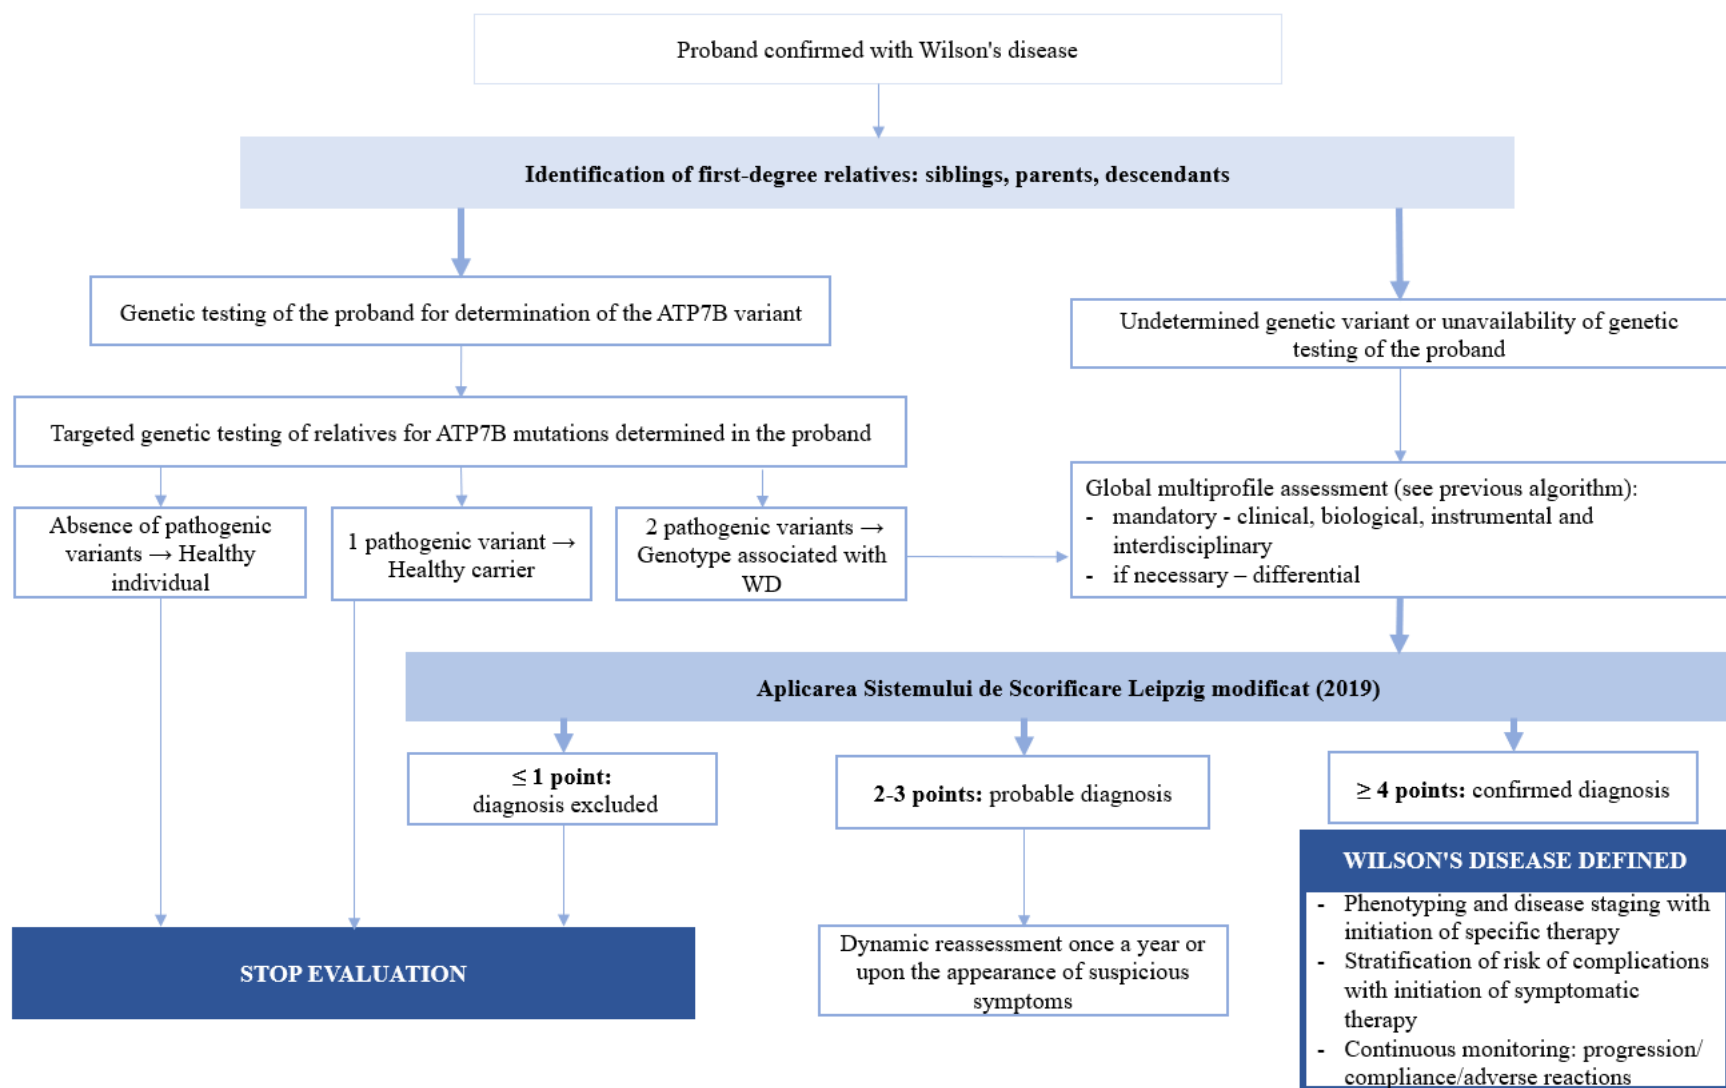 Proband confirmed with Wilson's disease
Identification of first-degree relatives: siblings, parents, descendants
Genetic testing of the proband for determination of the ATP7B variant
Undetermined genetic variant or unavailability of genetic
testing of the proband
Targeted genetic testing of relatives for ATP7B mutations determined in the proband
Absence of pathogenic
variants → Healthy
individual
1 pathogenic variant →
Healthy carrier
2 pathogenic variants →
Genotype associated with
WD
Global multiprofile assessment (see previous algorithm):
- mandatory - clinical, biological, instrumental and
interdisciplinary
- if necessary – differential
Aplicarea Sistemului de Scorificare Leipzig modificat (2019)
≤ 1 point:
diagnosis excluded
2-3 points: probable diagnosis
≥ 4 points: confirmed diagnosis
STOP EVALUATION
Dynamic reassessment once a year or
upon the appearance of suspicious
symptoms
WILSON'S DISEASE DEFINED
- Phenotyping and disease staging with
initiation of specific therapy
- Stratification of risk of complications
with initiation of symptomatic
therapy
- Continuous monitoring: progression/
compliance/adverse reactions